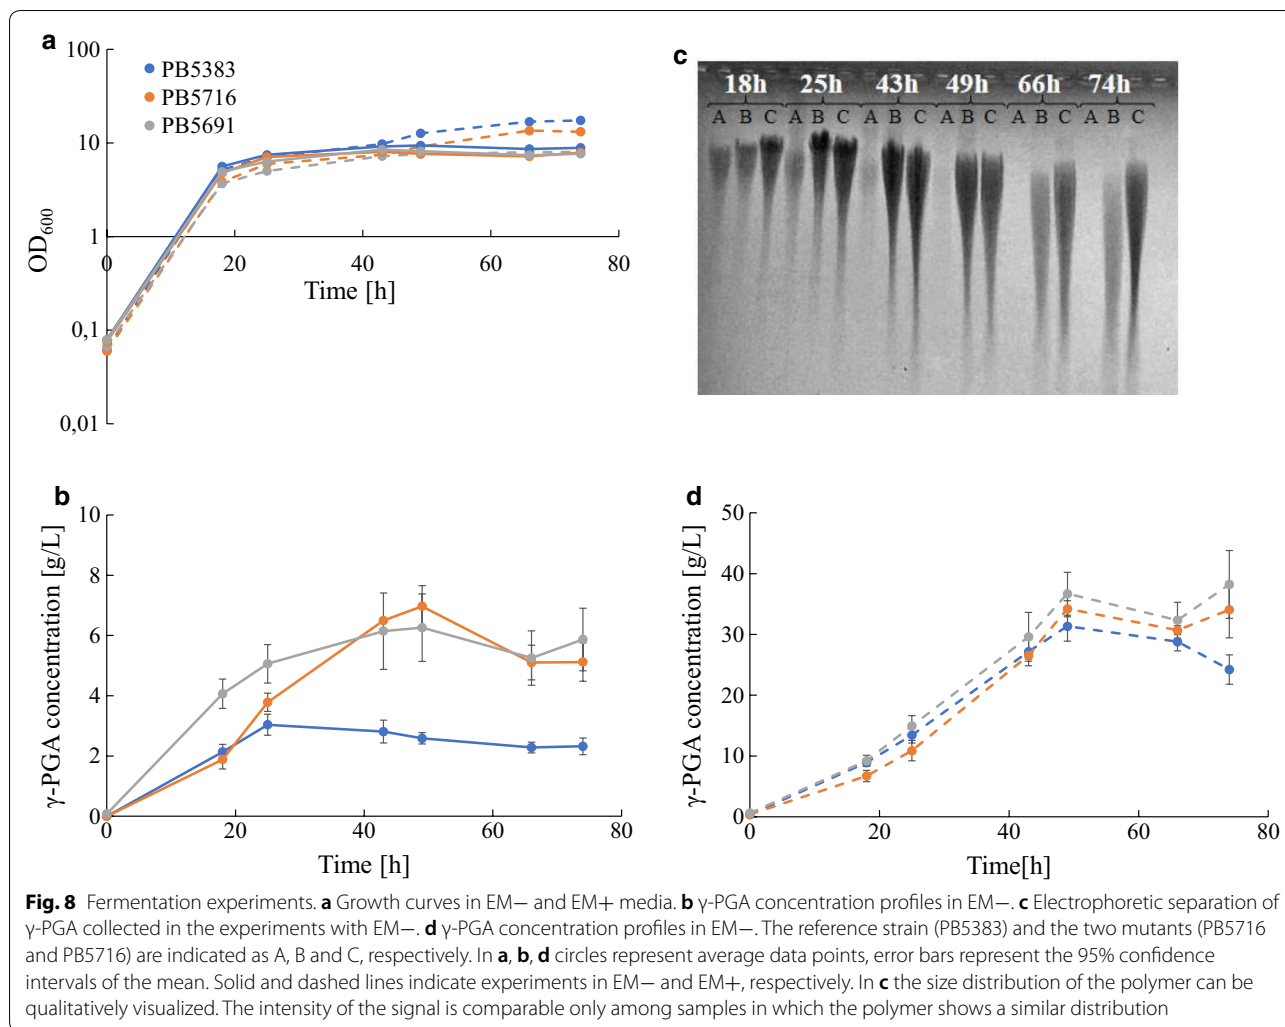 a
100
10
1
0,1
0,01
OD600
PB5383
PB5716
PB5691
0 20 40 60 80
Time [h]
c
18h 25h 43h 49h 66h 74h
A B C A B C A B C A B C A B C A B C
b
10
8
6
4
2
0
γ-PGA concentration [g/L]
0 20 40 60 80
Time [h]
d
50
40
30
20
10
0
γ-PGA concentration [g/L]
0 20 40 60 80
Time[h]
Fig. 8 Fermentation experiments. a Growth curves in EM− and EM+ media. b γ-PGA concentration profiles in EM−. c Electrophoretic separation of
γ-PGA collected in the experiments with EM−. d γ-PGA concentration profiles in EM−. The reference strain (PB5383) and the two mutants (PB5716
and PB5716) are indicated as A, B and C, respectively. In a, b, d circles represent average data points, error bars represent the 95% confidence
intervals of the mean. Solid and dashed lines indicate experiments in EM− and EM+, respectively. In c the size distribution of the polymer can be
qualitatively visualized. The intensity of the signal is comparable only among samples in which the polymer shows a similar distribution